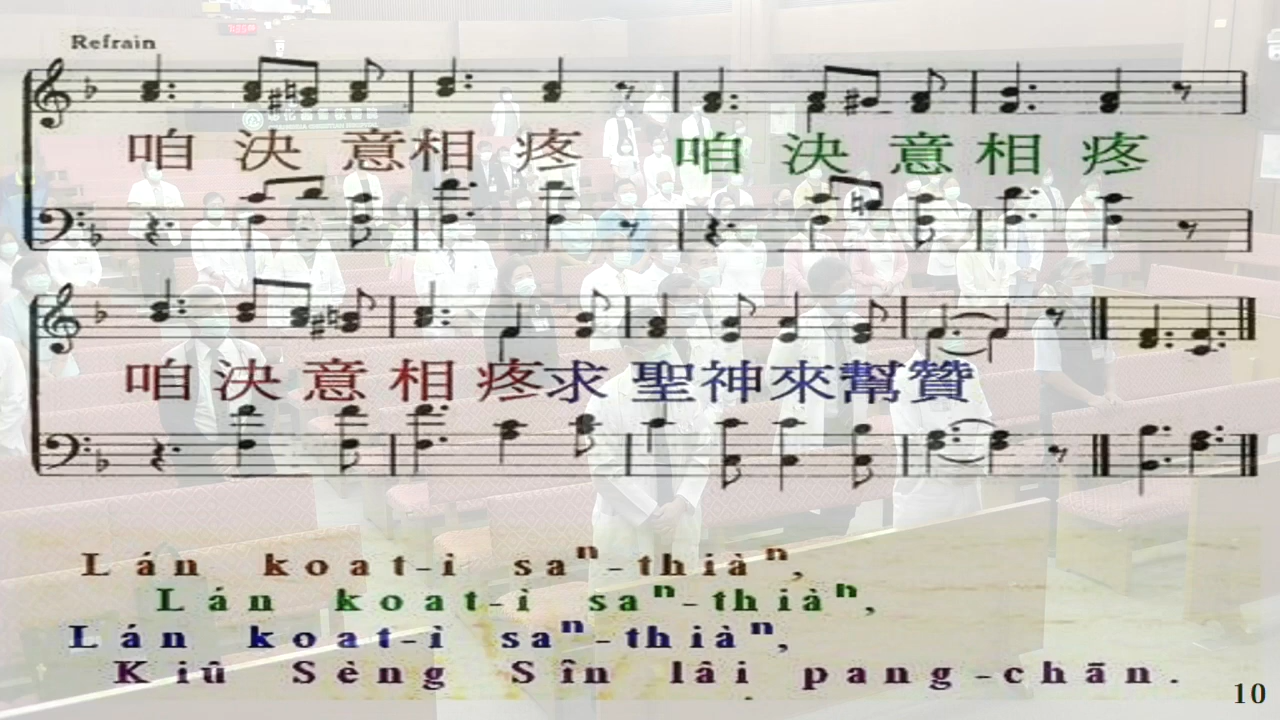 Refrain
咱 決 意 相 疼 咱 決 意 相 疼
咱 決 意 相 疼 求 聖 神 來 幫 贊
Lán koat-ì saⁿ-thiàⁿ,
Lán koat-ì saⁿ-thiàⁿ,
Lán koat-ì saⁿ-thiàⁿ,
Kiû Sèng Sîn lâi pang-chān.
10